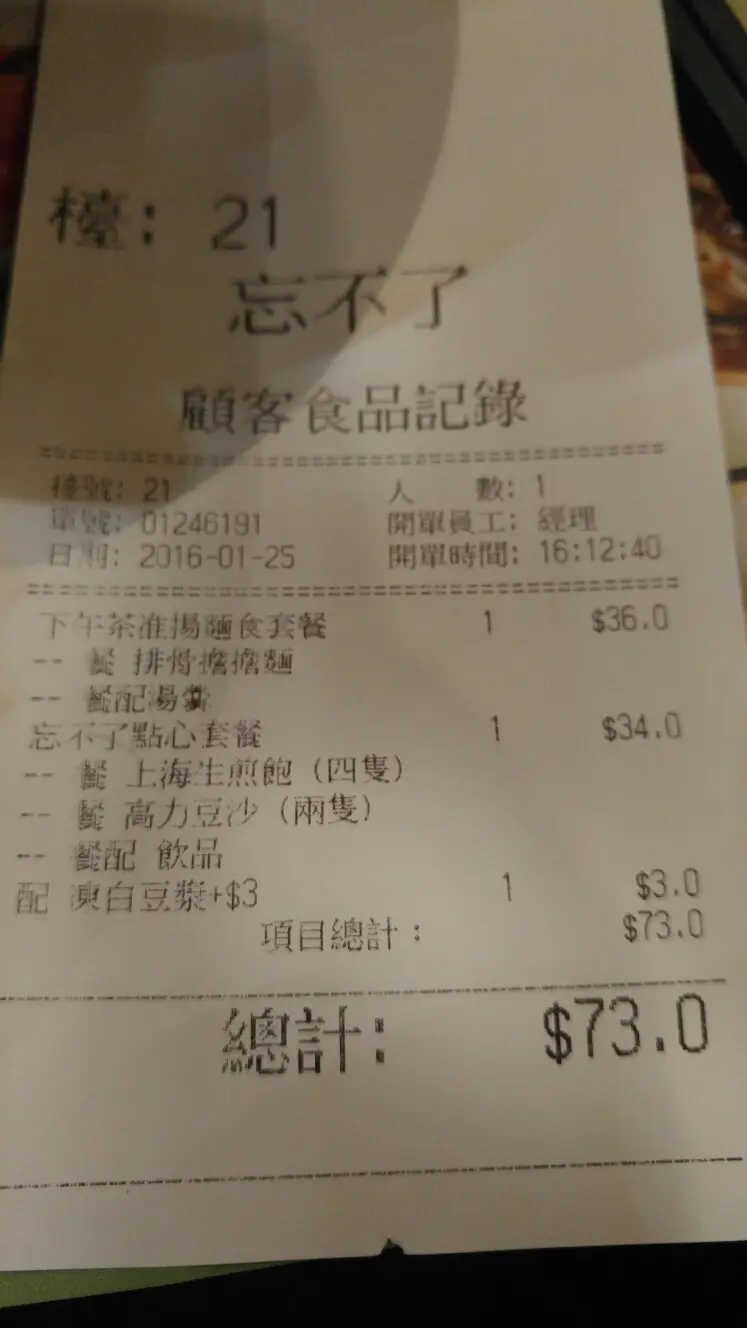 檯: 21
忘不了
顧客食品記錄
檯號: 21 人 數: 1
單號: 01246191 開單員工: 經理
日期: 2016-01-25 開單時間: 16:12:40
下午茶淮揚麵食套餐 1 $36.0
-- 餐 排骨擔擔麵
-- 餐配湯羹
忘不了點心套餐 1 $34.0
-- 餐 上海生煎飽 (四隻)
-- 餐 高力豆沙 (兩隻)
-- 餐配 飲品
配 凍白豆漿+$3 1 $3.0
項目總計: $73.0
總計: $73.0